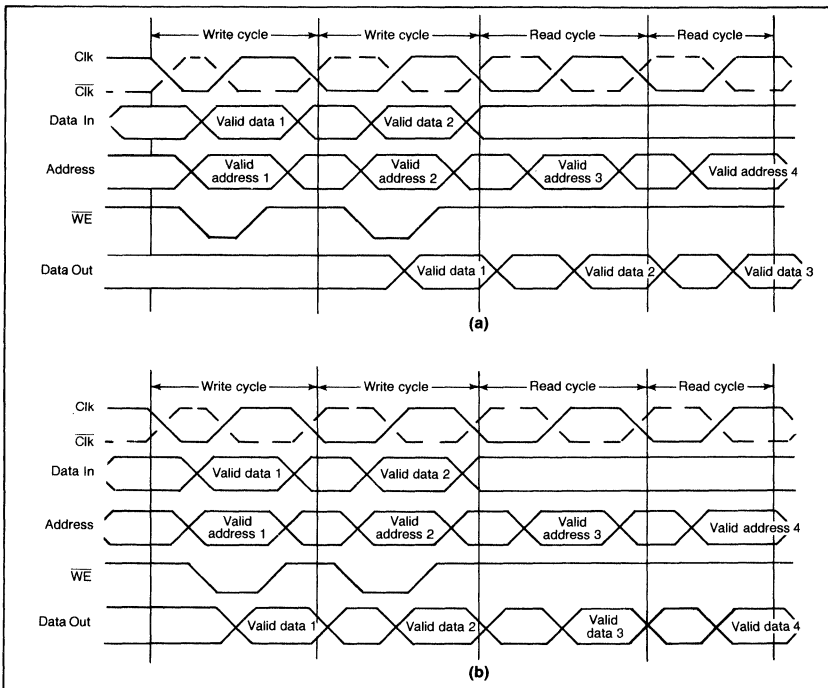 Write cycle Write cycle Read cycle Read cycle
Clk
C̅l̅k̅
Data In Valid data 1 Valid data 2
Address Valid address 1 Valid address 2 Valid address 3 Valid address 4
W̅E̅
Data Out Valid data 1 Valid data 2 Valid data 3
(a)
Write cycle Write cycle Read cycle Read cycle
Clk
C̅l̅k̅
Data In Valid data 1 Valid data 2
Address Valid address 1 Valid address 2 Valid address 3 Valid address 4
W̅E̅
Data Out Valid data 1 Valid data 2 Valid data 3 Valid data 4
(b)